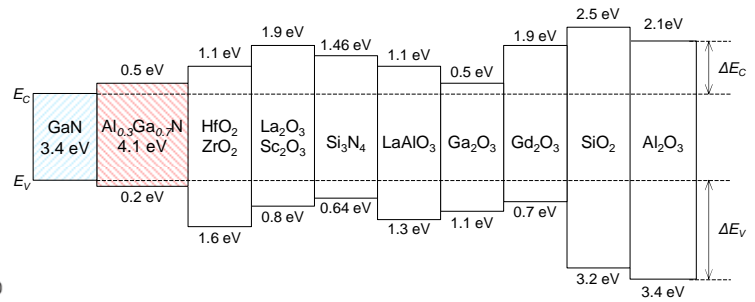 2.5 eV
1.9 eV
1.9 eV
2.1eV
1.1 eV
1.46 eV
1.1 eV
0.5 eV
0.5 eV
ΔE_C
E_C
GaN
3.4 eV
Al_0.3Ga_0.7N
4.1 eV
HfO₂
ZrO₂
La₂O₃
Sc₂O₃
Si₃N₄
LaAlO₃
Ga₂O₃
Gd₂O₃
SiO₂
Al₂O₃
E_V
0.2 eV
1.6 eV
0.8 eV
0.64 eV
1.3 eV
1.1 eV
0.7 eV
3.2 eV
3.4 eV
ΔE_V